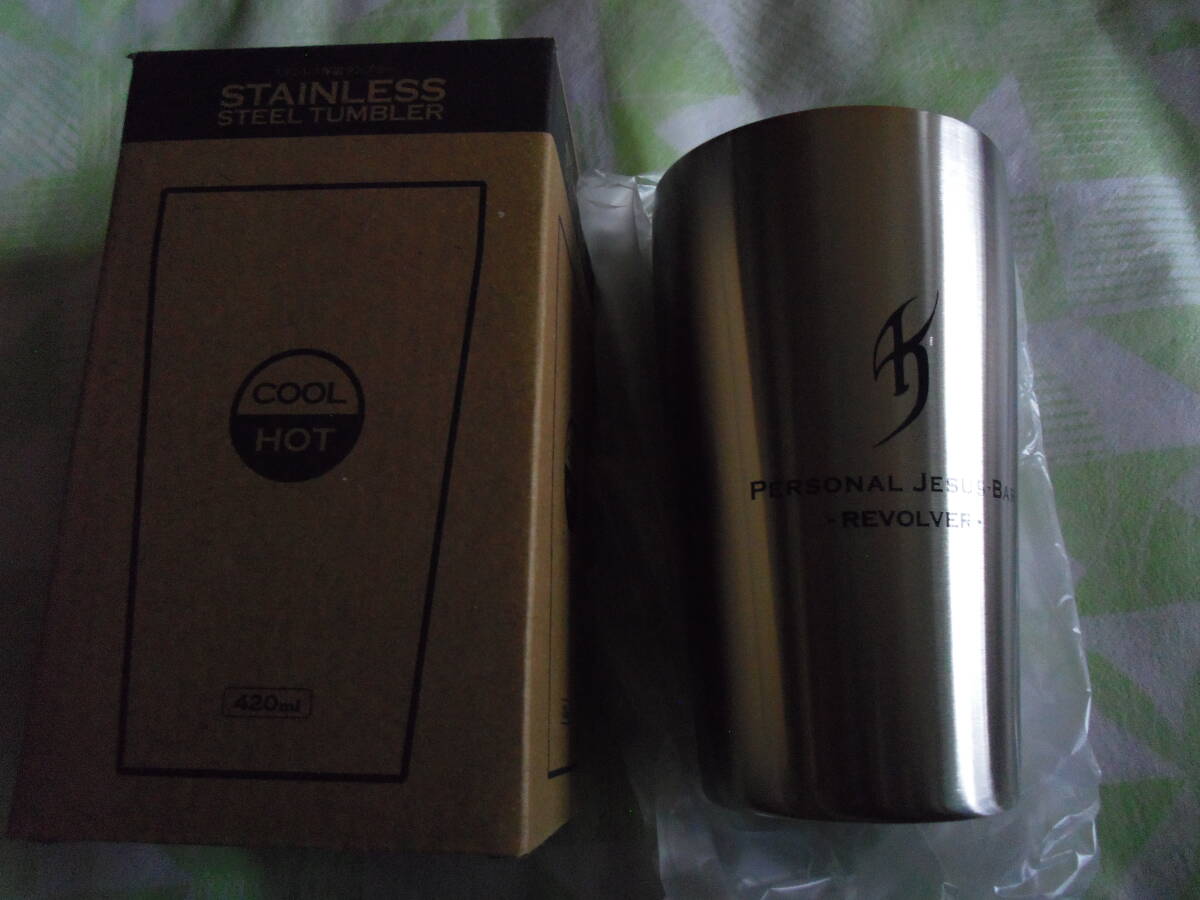 STAINLESS
STEEL TUMBLER
COOL
HOT
420ml
PERSONAL JESUS-BAR
- REVOLVER -